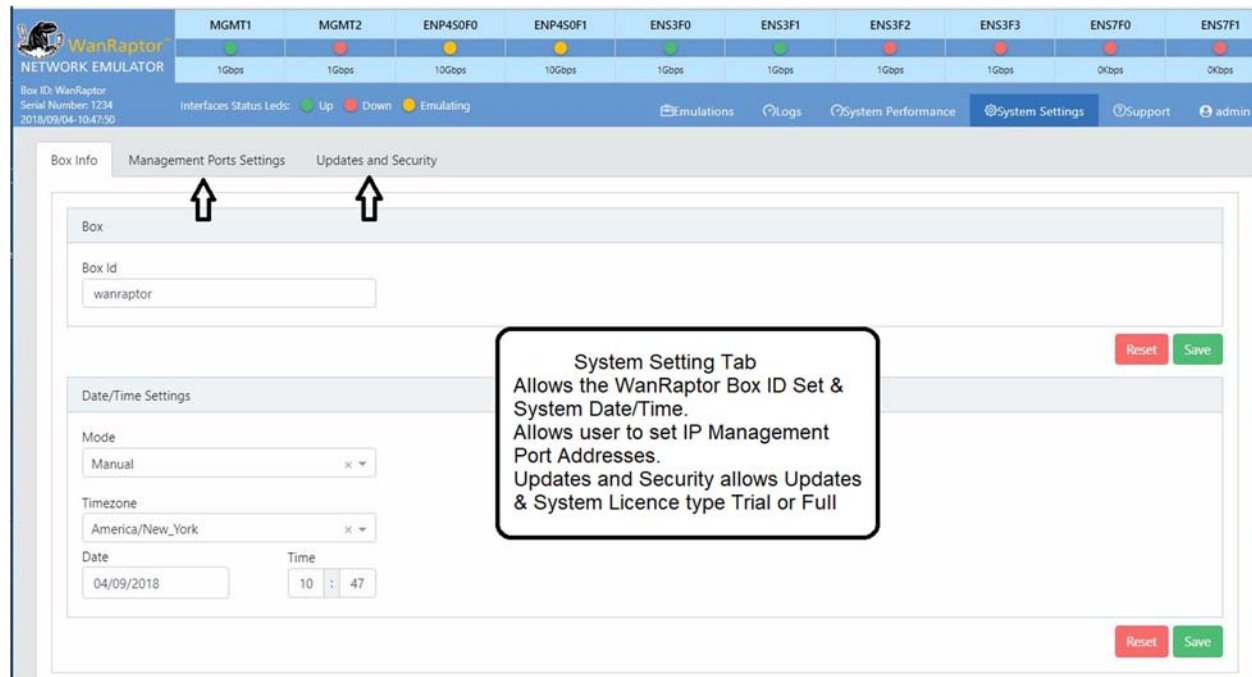 MGMT1 MGMT2 ENP4S0F0 ENP4S0F1 ENS3F0 ENS3F1 ENS3F2 ENS3F3 ENS7F0 ENS7F1
WanRaptor™
NETWORK EMULATOR
1Gbps 1Gbps 10Gbps 10Gbps 1Gbps 1Gbps 1Gbps 1Gbps 0Kbps 0Kbps
Box ID: WanRaptor
Serial Number: 1234
2018/09/04-10:47:50
Interfaces Status Leds: Up Down Emulating
Emulations Logs System Performance System Settings Support admin
Box Info Management Ports Settings Updates and Security
Box
Box Id
wanraptor
Reset Save
Date/Time Settings
Mode
Manual
Timezone
America/New_York
Date Time
04/09/2018 10 : 47
System Setting Tab
Allows the WanRaptor Box ID Set &
System Date/Time.
Allows user to set IP Management
Port Addresses.
Updates and Security allows Updates
& System Licence type Trial or Full
Reset Save